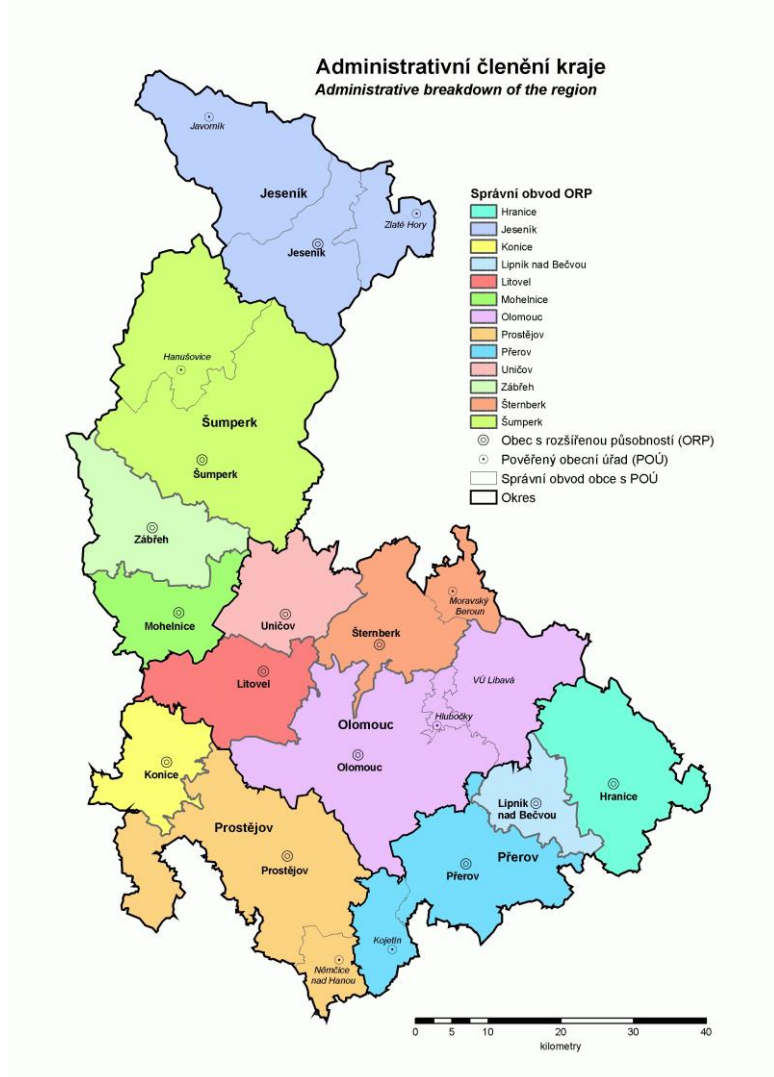 Administrativní členění kraje
Administrative breakdown of the region
Javorník
Jeseník
Zlaté Hory
Jeseník
Hanušovice
Šumperk
Šumperk
Zábřeh
Mohelnice
Uničov
Šternberk
Moravský
Beroun
Litovel
VÚ Libavá
Olomouc
Hlubočky
Olomouc
Konice
Lipník
nad Bečvou
Hranice
Prostějov
Prostějov
Přerov
Přerov
Kojetín
Němčice
nad Hanou
Správní obvod ORP
Hranice
Jeseník
Konice
Lipník nad Bečvou
Litovel
Mohelnice
Olomouc
Prostějov
Přerov
Uničov
Zábřeh
Šternberk
Šumperk
Obec s rozšířenou působností (ORP)
Pověřený obecní úřad (POÚ)
Správní obvod obce s POÚ
Okres
0 5 10 20 30 40
kilometry